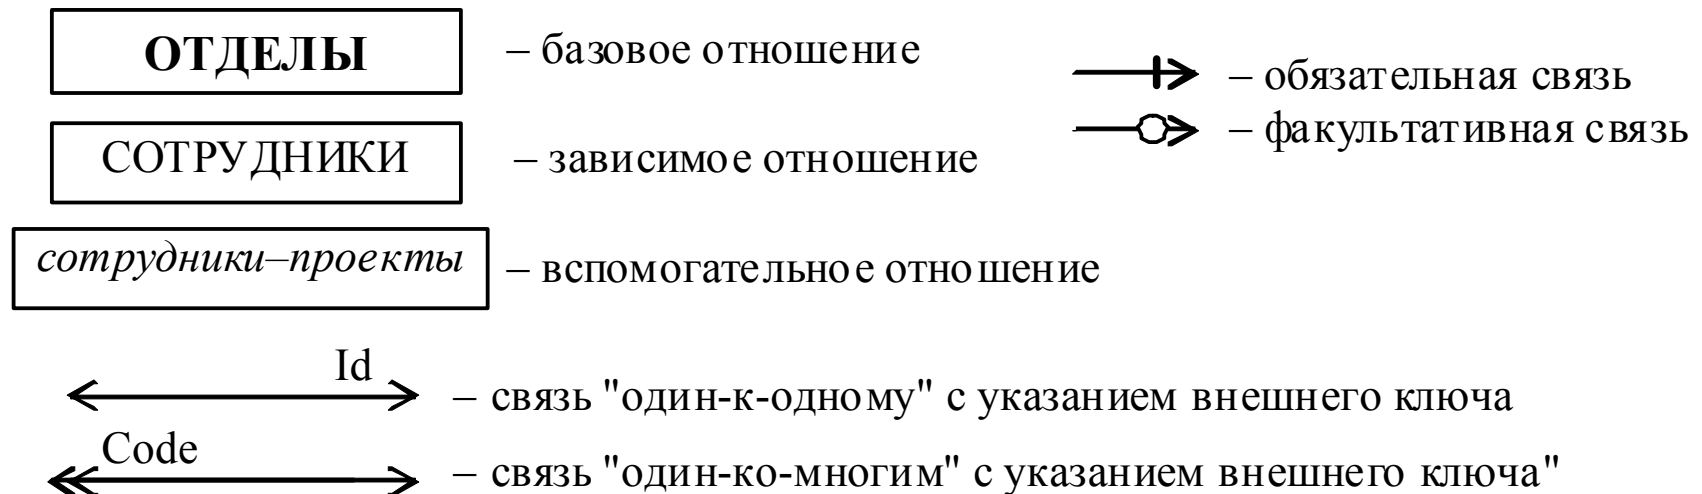 ОТДЕЛЫ – базовое отношение
– обязательная связь
– факультативная связь
СОТРУДНИКИ – зависимое отношение
сотрудники–проекты – вспомогательное отношение
Id – связь "один-к-одному" с указанием внешнего ключа
Code – связь "один-ко-многим" с указанием внешнего ключа"